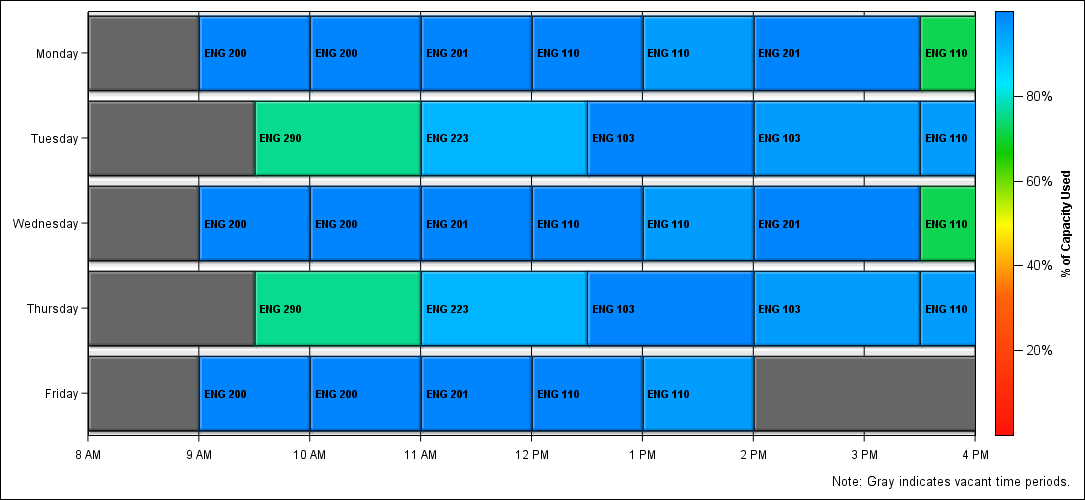 Monday ENG 200 ENG 200 ENG 201 ENG 110 ENG 110 ENG 201 ENG 110
80%
Tuesday ENG 290 ENG 223 ENG 103 ENG 103 ENG 110
60%
Wednesday ENG 200 ENG 200 ENG 201 ENG 110 ENG 110 ENG 201 ENG 110
% of Capacity Used
40%
Thursday ENG 290 ENG 223 ENG 103 ENG 103 ENG 110
20%
Friday ENG 200 ENG 200 ENG 201 ENG 110 ENG 110
8 AM 9 AM 10 AM 11 AM 12 PM 1 PM 2 PM 3 PM 4 PM
Note: Gray indicates vacant time periods.